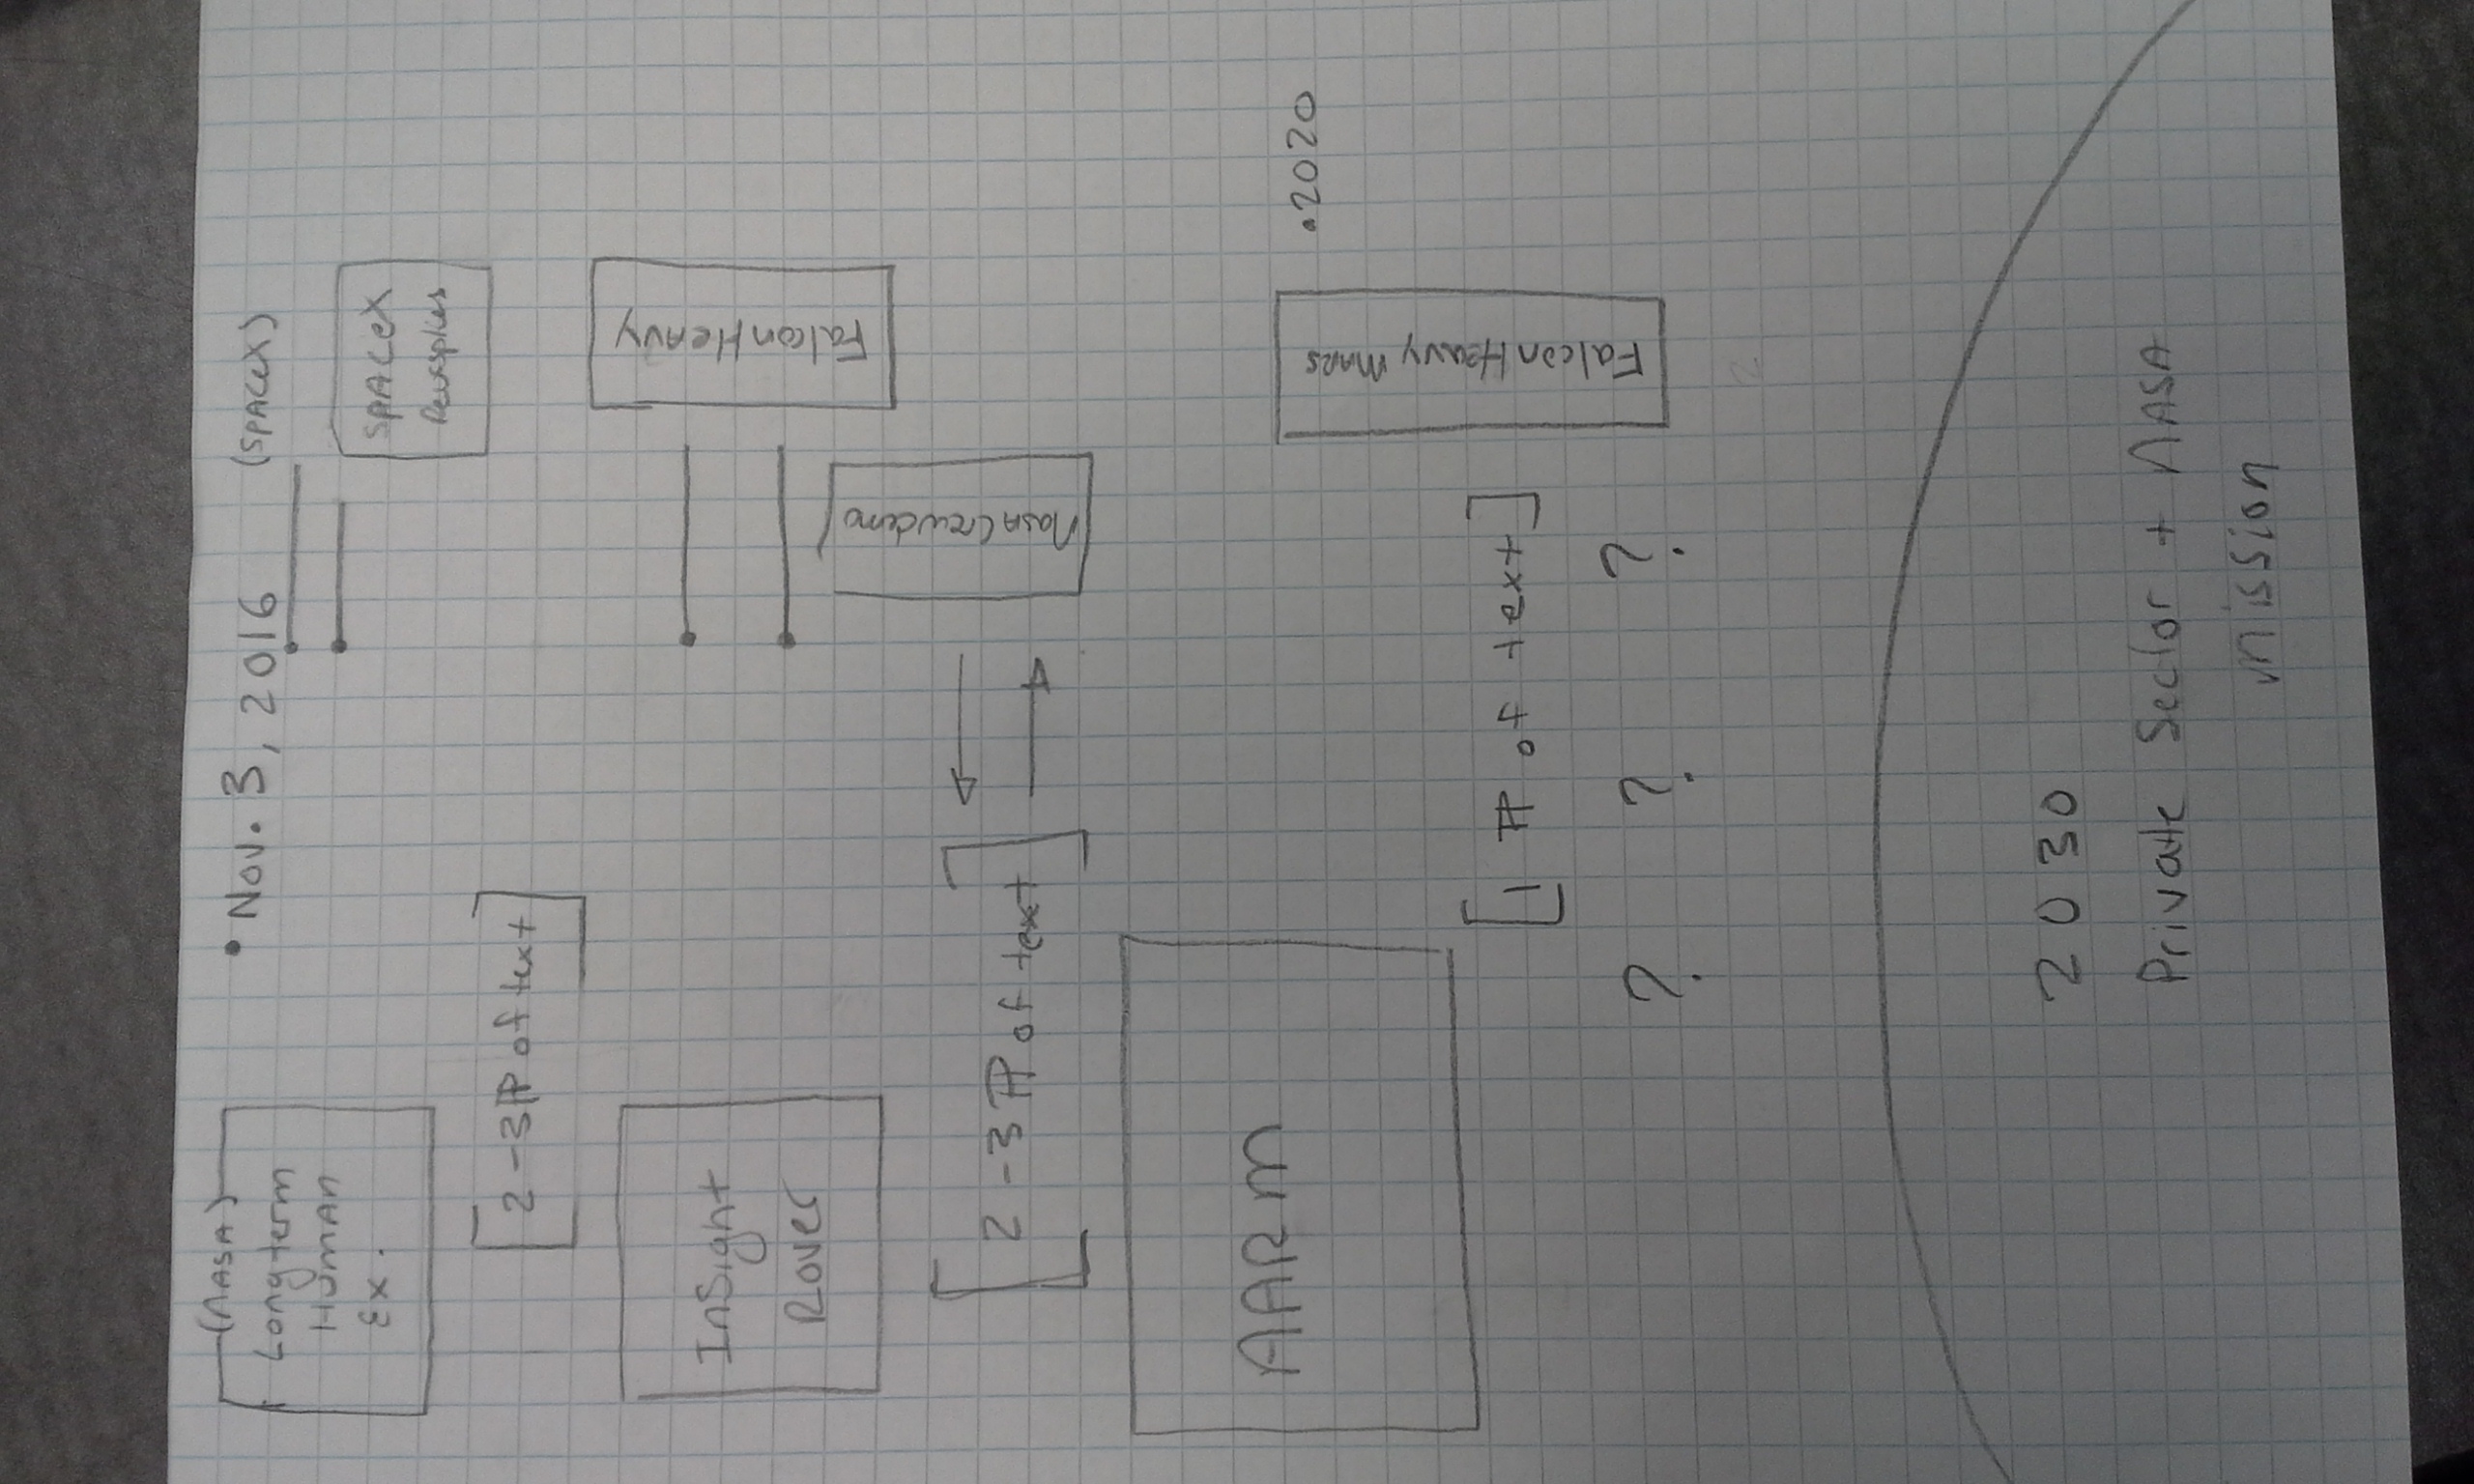 (NASA)
Longterm
Human
Ex.
• Nov. 3, 2016
(SPACEX)
SPACEX
[2-3 ¶ of text]
InSight
Rover
Falcon Heavy
NASA Crew demo
[2-3 ¶ of text]
AARM
Falcon Heavy MARS
• 2020
[1 ¶ of text]
? ? ?
2030
Private Sector + NASA
mission